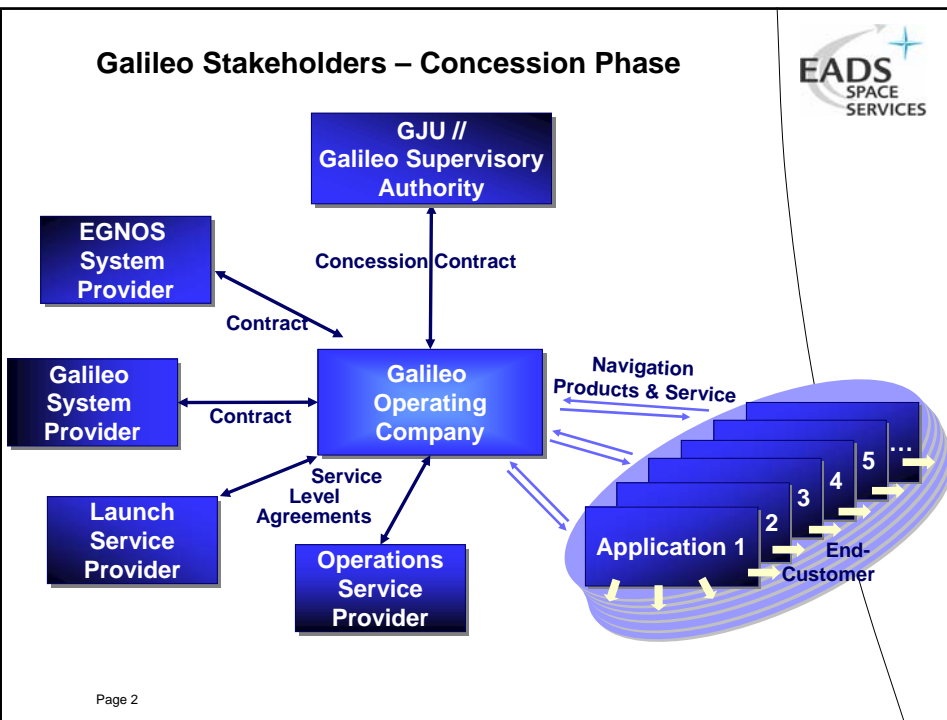 Galileo Stakeholders – Concession Phase
EADS
SPACE
SERVICES
GJU //
Galileo Supervisory
Authority
EGNOS
System
Provider
Concession Contract
Contract
Galileo
System
Provider
Contract
Galileo
Operating
Company
Navigation
Products & Service
Service
Level
Agreements
Launch
Service
Provider
Operations
Service
Provider
Application 1
2
3
4
5
...
End-
Customer
Page 2